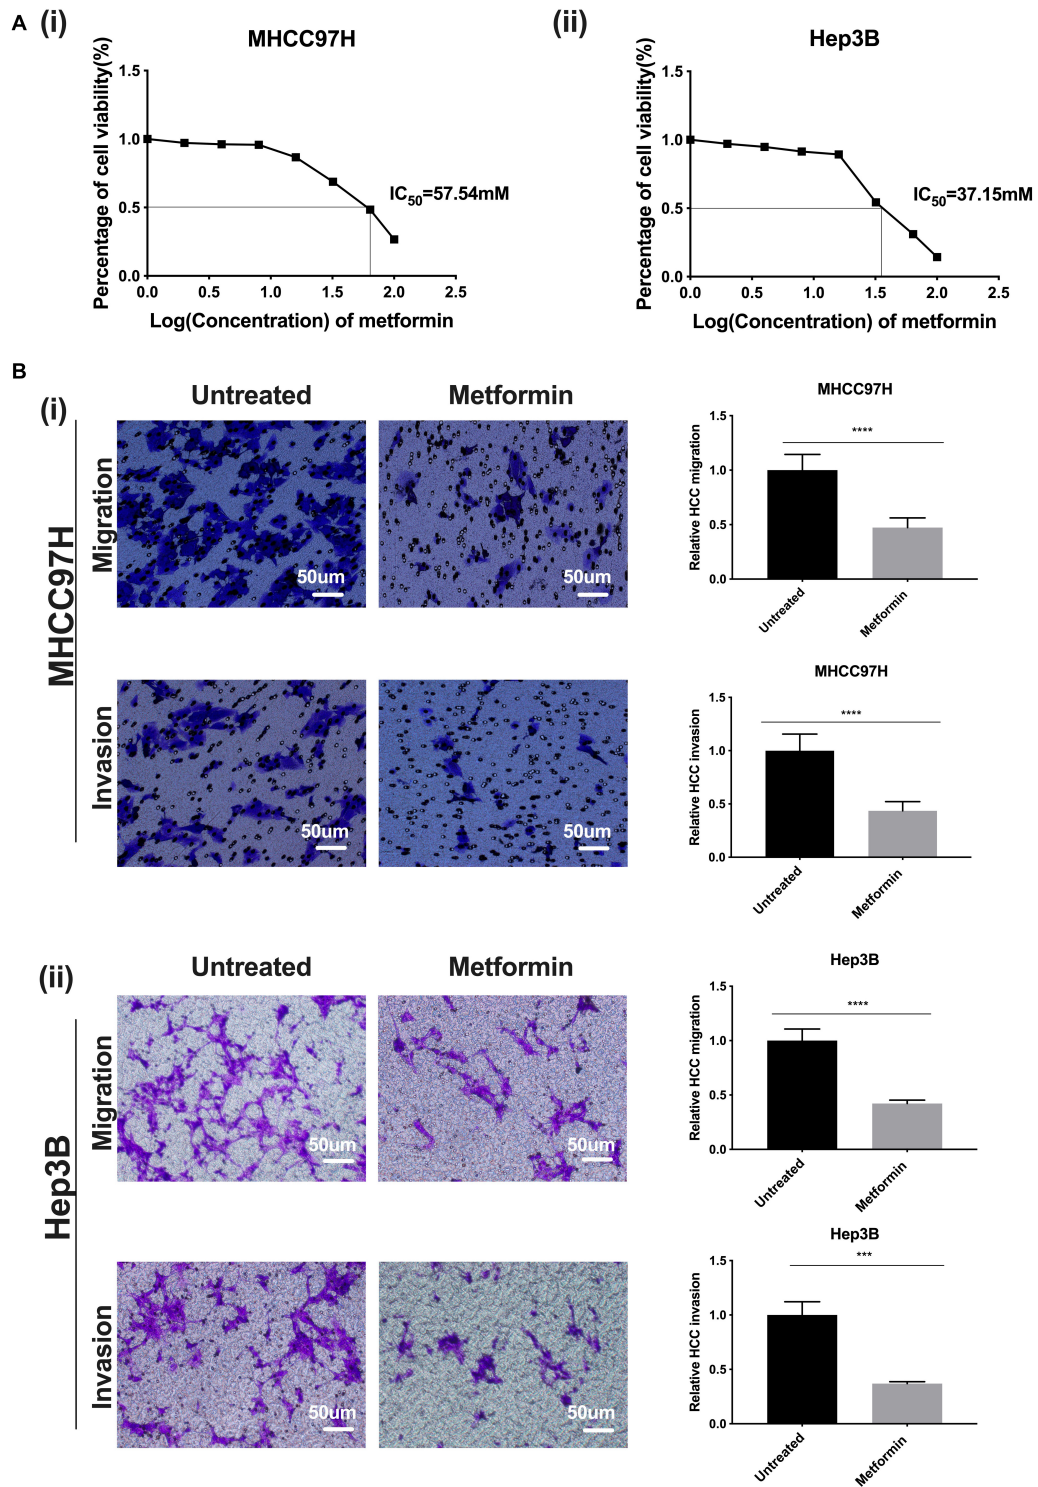 A (i) (ii)
MHCC97H
Percentage of cell viability(%)
1.5
1.0
0.5
0.0
0.0 0.5 1.0 1.5 2.0 2.5
IC50=57.54mM
Log(Concentration) of metformin
Hep3B
Percentage of cell viability(%)
1.5
1.0
0.5
0.0
0.0 0.5 1.0 1.5 2.0 2.5
IC50=37.15mM
Log(Concentration) of metformin
B
(i)
Untreated Metformin
MHCC97H
Migration
50um
50um
MHCC97H
Relative HCC migration
1.5
1.0
0.5
0.0
****
Untreated
Metformin
Invasion
50um
50um
MHCC97H
Relative HCC invasion
1.5
1.0
0.5
0.0
****
Untreated
Metformin
(ii)
Untreated Metformin
Hep3B
Migration
50um
50um
Hep3B
Relative HCC migration
1.5
1.0
0.5
0.0
****
Untreated
Metformin
Invasion
50um
50um
Hep3B
Relative HCC invasion
1.5
1.0
0.5
0.0
***
Untreated
Metformin